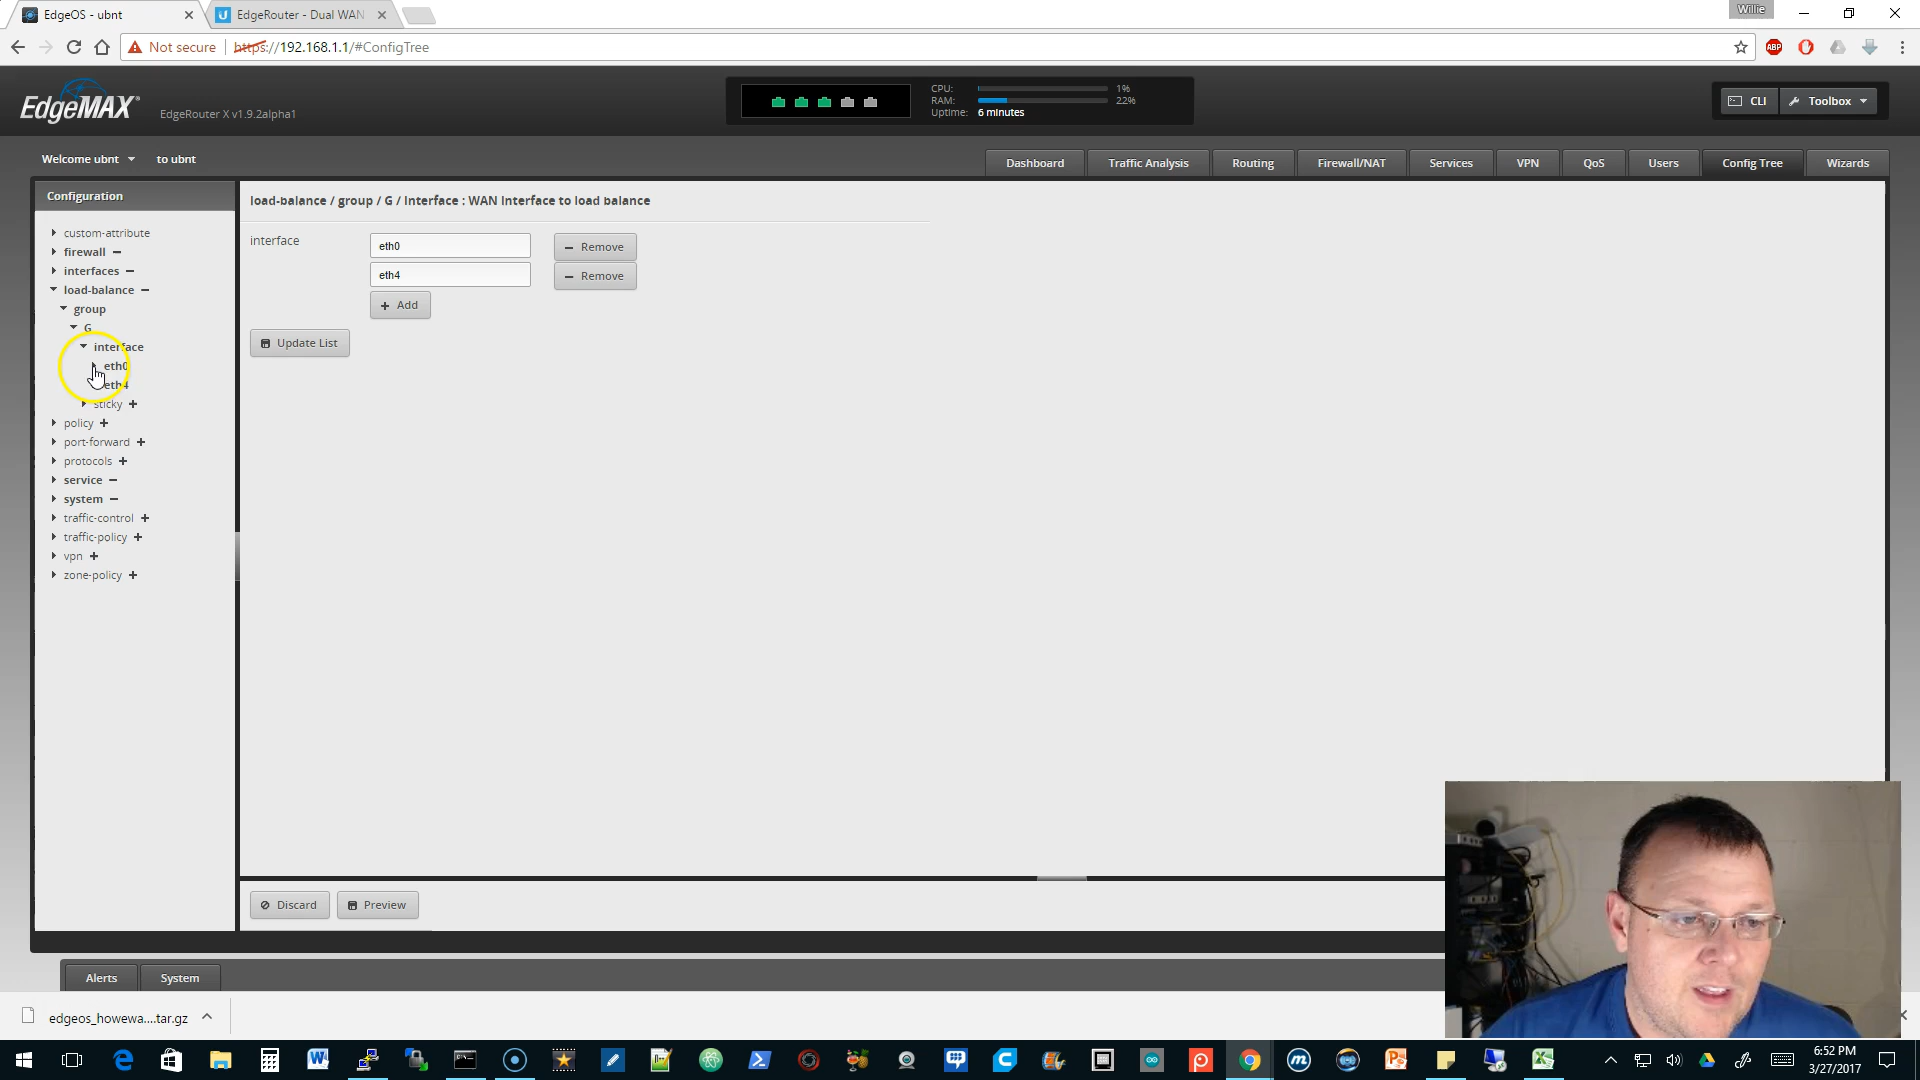 EdgeOS - ubnt
EdgeRouter - Dual WAN
Willie
Not secure
https://192.168.1.1/#ConfigTree
ABP
EdgeMAX
EdgeRouter X v1.9.2alpha1
CPU: 1%
RAM: 22%
Uptime: 6 minutes
CLI
Toolbox
Welcome ubnt
to ubnt
Dashboard
Traffic Analysis
Routing
Firewall/NAT
Services
VPN
QoS
Users
Config Tree
Wizards
Configuration
custom-attribute
firewall
interfaces
load-balance
group
G
interface
eth0
eth4
sticky
policy
port-forward
protocols
service
system
traffic-control
traffic-policy
vpn
zone-policy
load-balance / group / G / Interface : WAN Interface to load balance
interface
eth0
Remove
eth4
Remove
Add
Update List
Discard
Preview
Alerts
System
edgeos_howewa....tar.gz
6:52 PM
3/27/2017